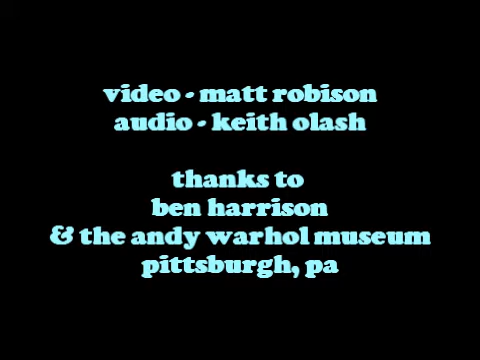 video - matt robison
audio - keith olash
thanks to
ben harrison
& the andy warhol museum
pittsburgh, pa